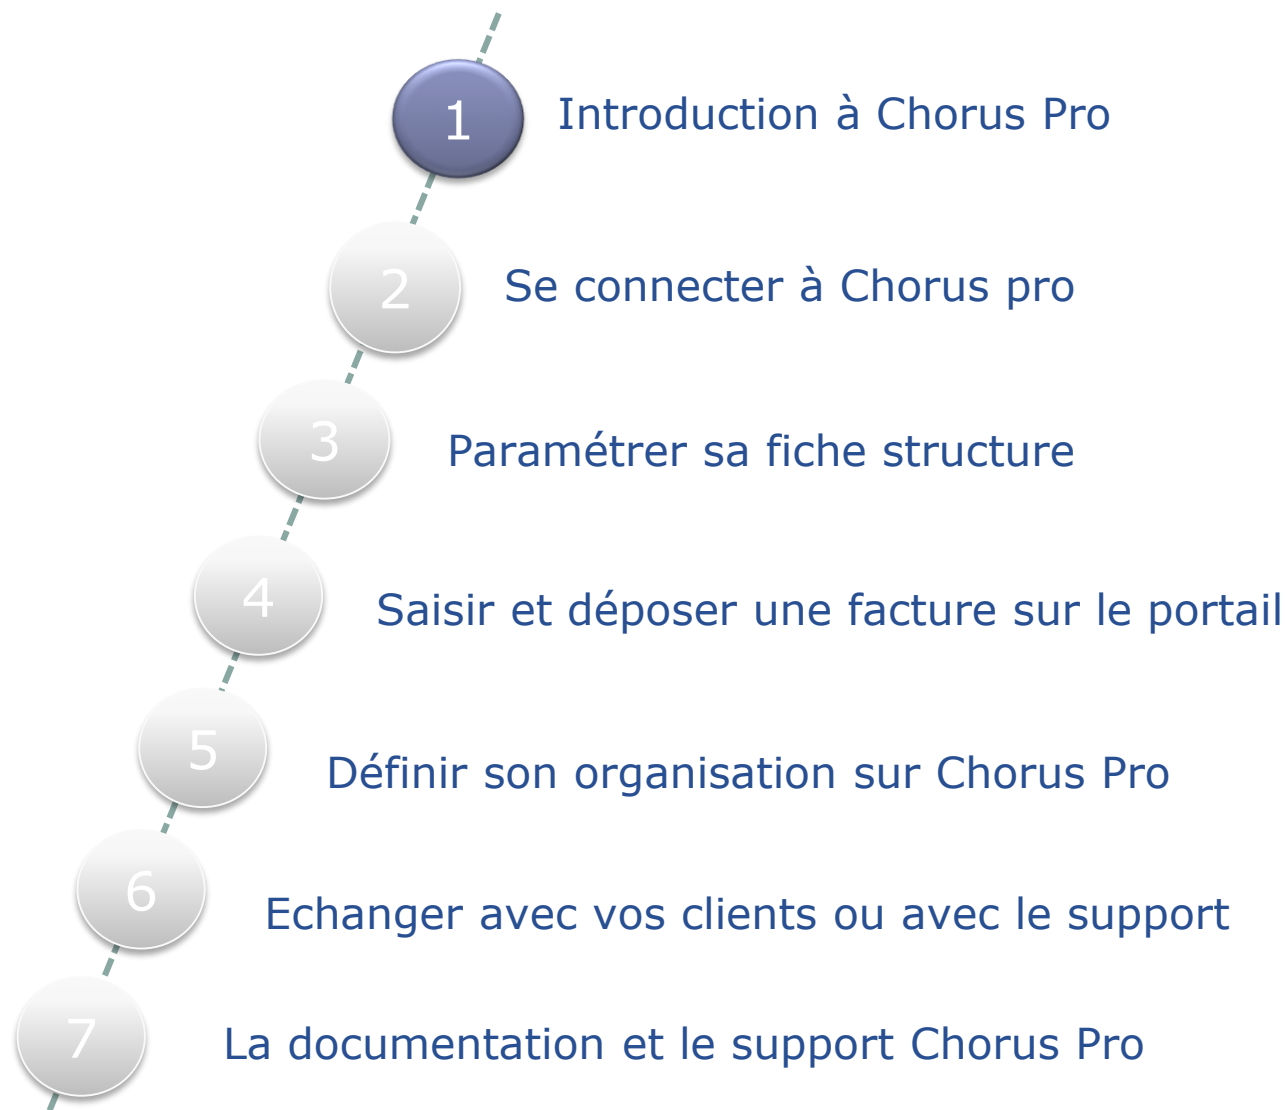 1 Introduction à Chorus Pro
2 Se connecter à Chorus pro
3 Paramétrer sa fiche structure
4 Saisir et déposer une facture sur le portail
5 Définir son organisation sur Chorus Pro
6 Echanger avec vos clients ou avec le support
7 La documentation et le support Chorus Pro